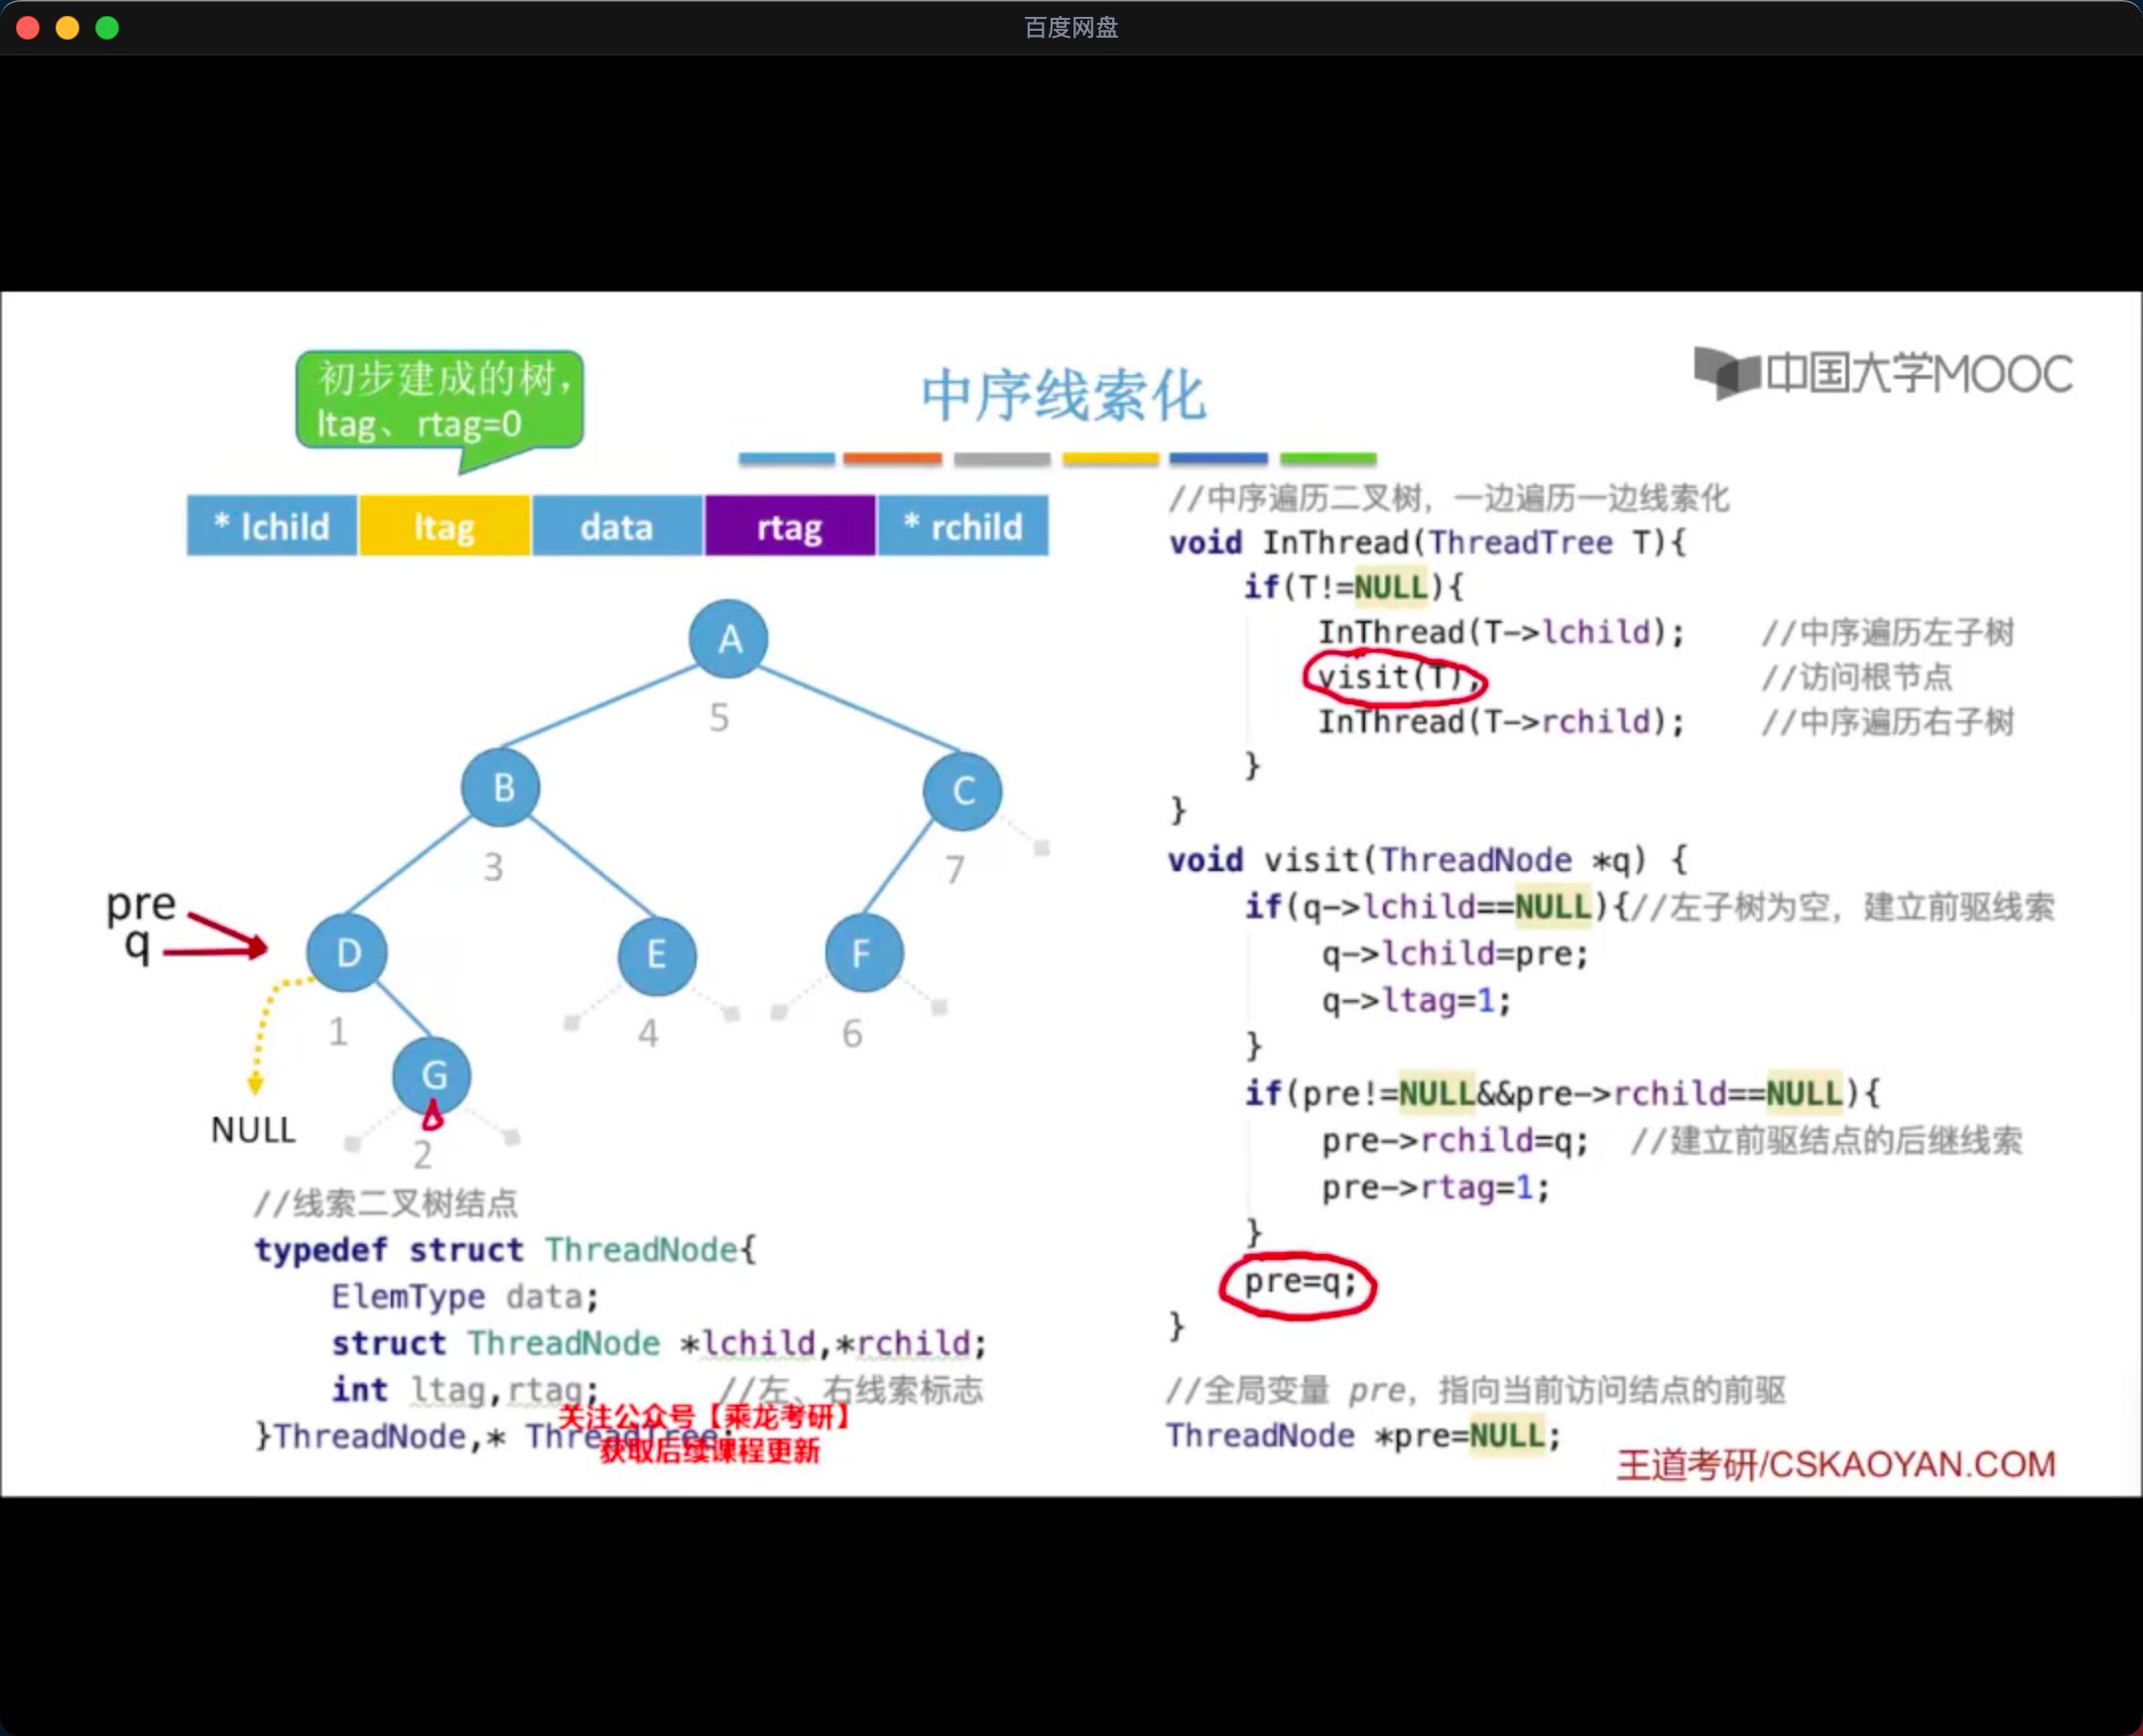 百度网盘
初步建成的树，
ltag、rtag=0
中序线索化
中国大学MOOC
* lchild ltag data rtag * rchild
A
5
B
3
C
7
pre
q
D
1
E
4
F
6
G
2
NULL
//线索二叉树结点
typedef struct ThreadNode{
ElemType data;
struct ThreadNode *lchild,*rchild;
int ltag,rtag; //左、右线索标志
}ThreadNode,* ThreadTree;
关注公众号【乘龙考研】
获取后续课程更新
//中序遍历二叉树，一边遍历一边线索化
void InThread(ThreadTree T){
if(T!=NULL){
InThread(T->lchild); //中序遍历左子树
visit(T); //访问根节点
InThread(T->rchild); //中序遍历右子树
}
}
void visit(ThreadNode *q) {
if(q->lchild==NULL){//左子树为空，建立前驱线索
q->lchild=pre;
q->ltag=1;
}
if(pre!=NULL&&pre->rchild==NULL){
pre->rchild=q; //建立前驱结点的后继线索
pre->rtag=1;
}
pre=q;
}
//全局变量 pre，指向当前访问结点的前驱
ThreadNode *pre=NULL;
王道考研/CSKAOYAN.COM